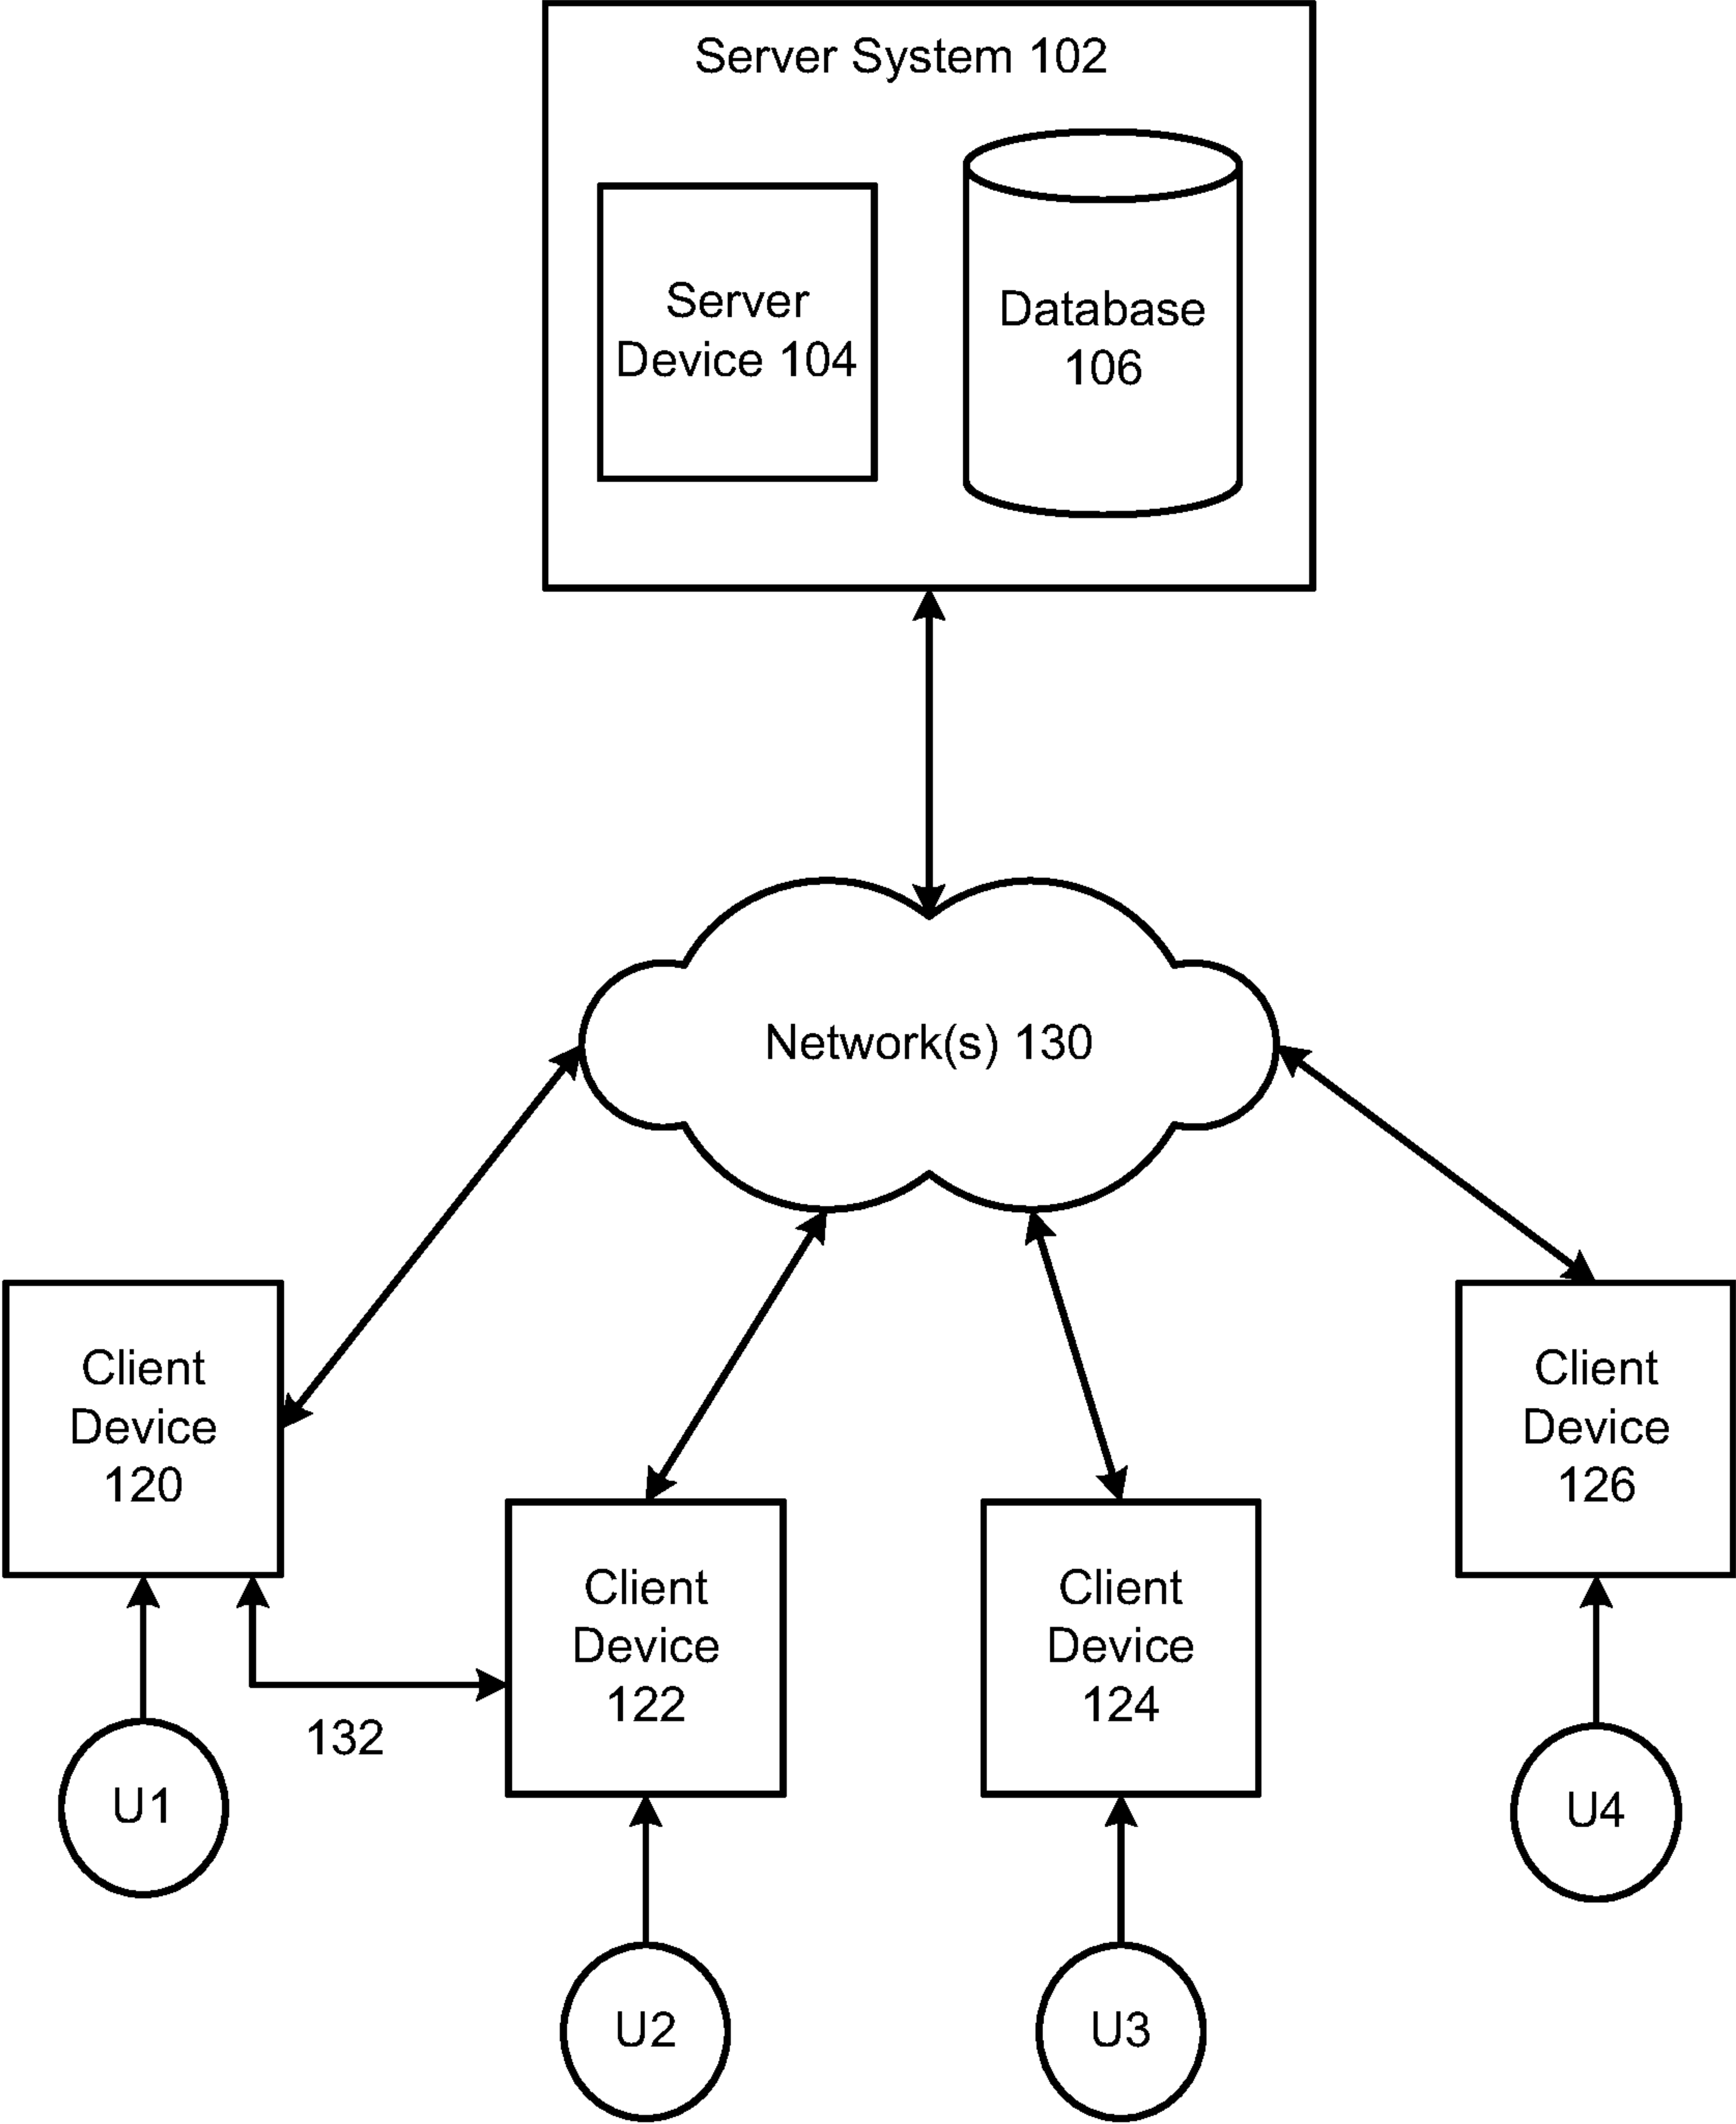 Server System 102
Server
Device 104
Database
106
Network(s) 130
Client
Device
120
Client
Device
126
Client
Device
122
Client
Device
124
132
U1
U4
U2
U3